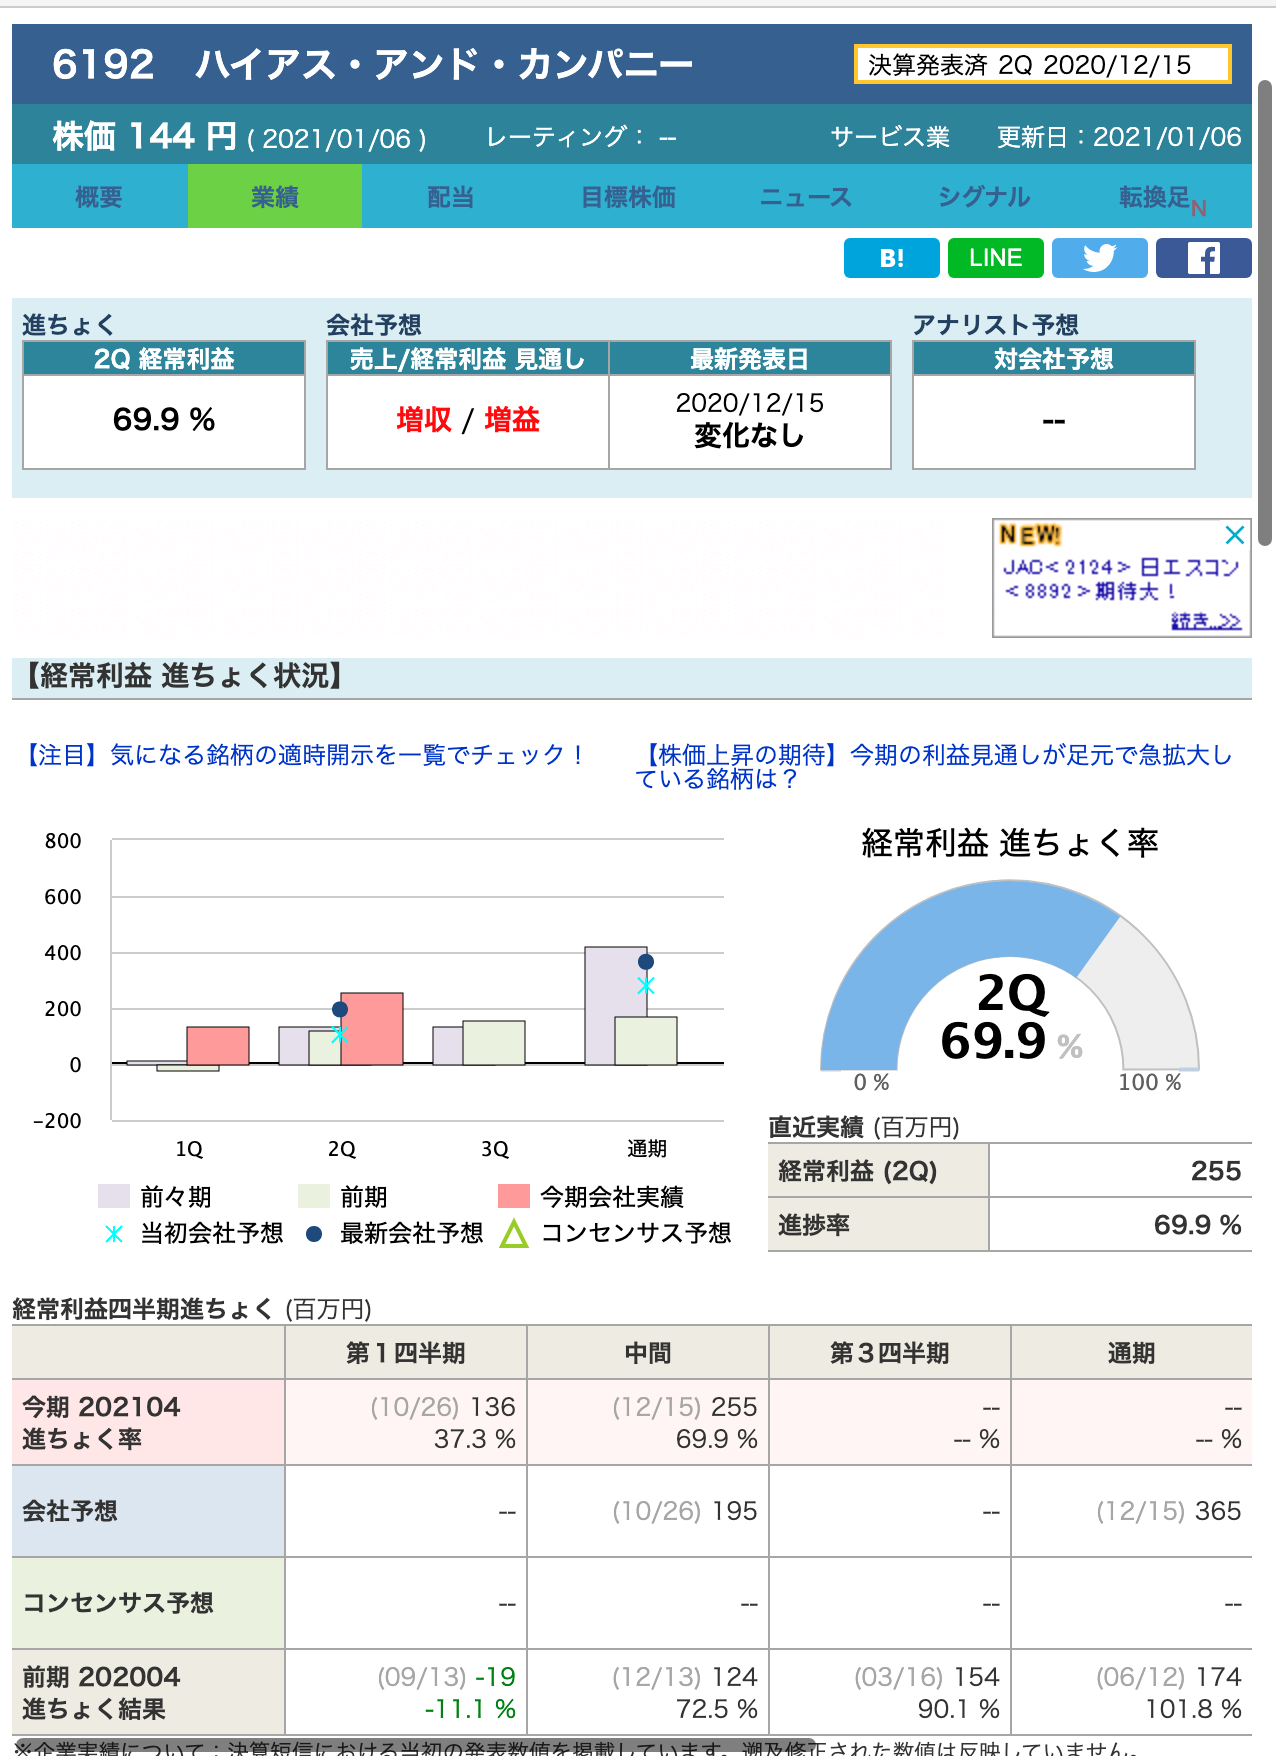 6192　ハイアス・アンド・カンパニー
決算発表済 2Q 2020/12/15
株価 144 円 ( 2021/01/06 )　レーティング： --　サービス業　更新日：2021/01/06
概要　業績　配当　目標株価　ニュース　シグナル　転換足N
B!　LINE
進ちょく　会社予想　アナリスト予想
2Q 経常利益　売上/経常利益 見通し　最新発表日　対会社予想
69.9 %　増収 / 増益　2020/12/15　--
変化なし
NEW!
JAC<2124> 日エスコン
<8892>期待大！
続き..>>
【経常利益 進ちょく状況】
【注目】気になる銘柄の適時開示を一覧でチェック！
【株価上昇の期待】今期の利益見通しが足元で急拡大し
ている銘柄は？
800
600
400
200
0
-200
1Q　2Q　3Q　通期
前々期　前期　今期会社実績
当初会社予想　最新会社予想　コンセンサス予想
経常利益 進ちょく率
2Q
69.9 %
0 %　100 %
直近実績 (百万円)
経常利益 (2Q)　255
進捗率　69.9 %
経常利益四半期進ちょく (百万円)
第１四半期　中間　第３四半期　通期
今期 202104　(10/26) 136　(12/15) 255　--　--
進ちょく率　37.3 %　69.9 %　-- %　-- %
会社予想　--　(10/26) 195　--　(12/15) 365
コンセンサス予想　--　--　--　--
前期 202004　(09/13) -19　(12/13) 124　(03/16) 154　(06/12) 174
進ちょく結果　-11.1 %　72.5 %　90.1 %　101.8 %
※企業実績について：決算短信における当初の発表数値を掲載しています。遡及修正された数値は反映していません。